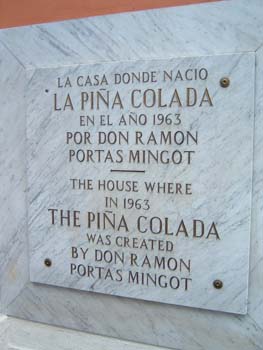 LA CASA DONDE NACIO
LA PIÑA COLADA
EN EL AÑO 1963
POR DON RAMON
PORTAS MINGOT
THE HOUSE WHERE
IN 1963
THE PIÑA COLADA
WAS CREATED
BY DON RAMON
PORTAS MINGOT